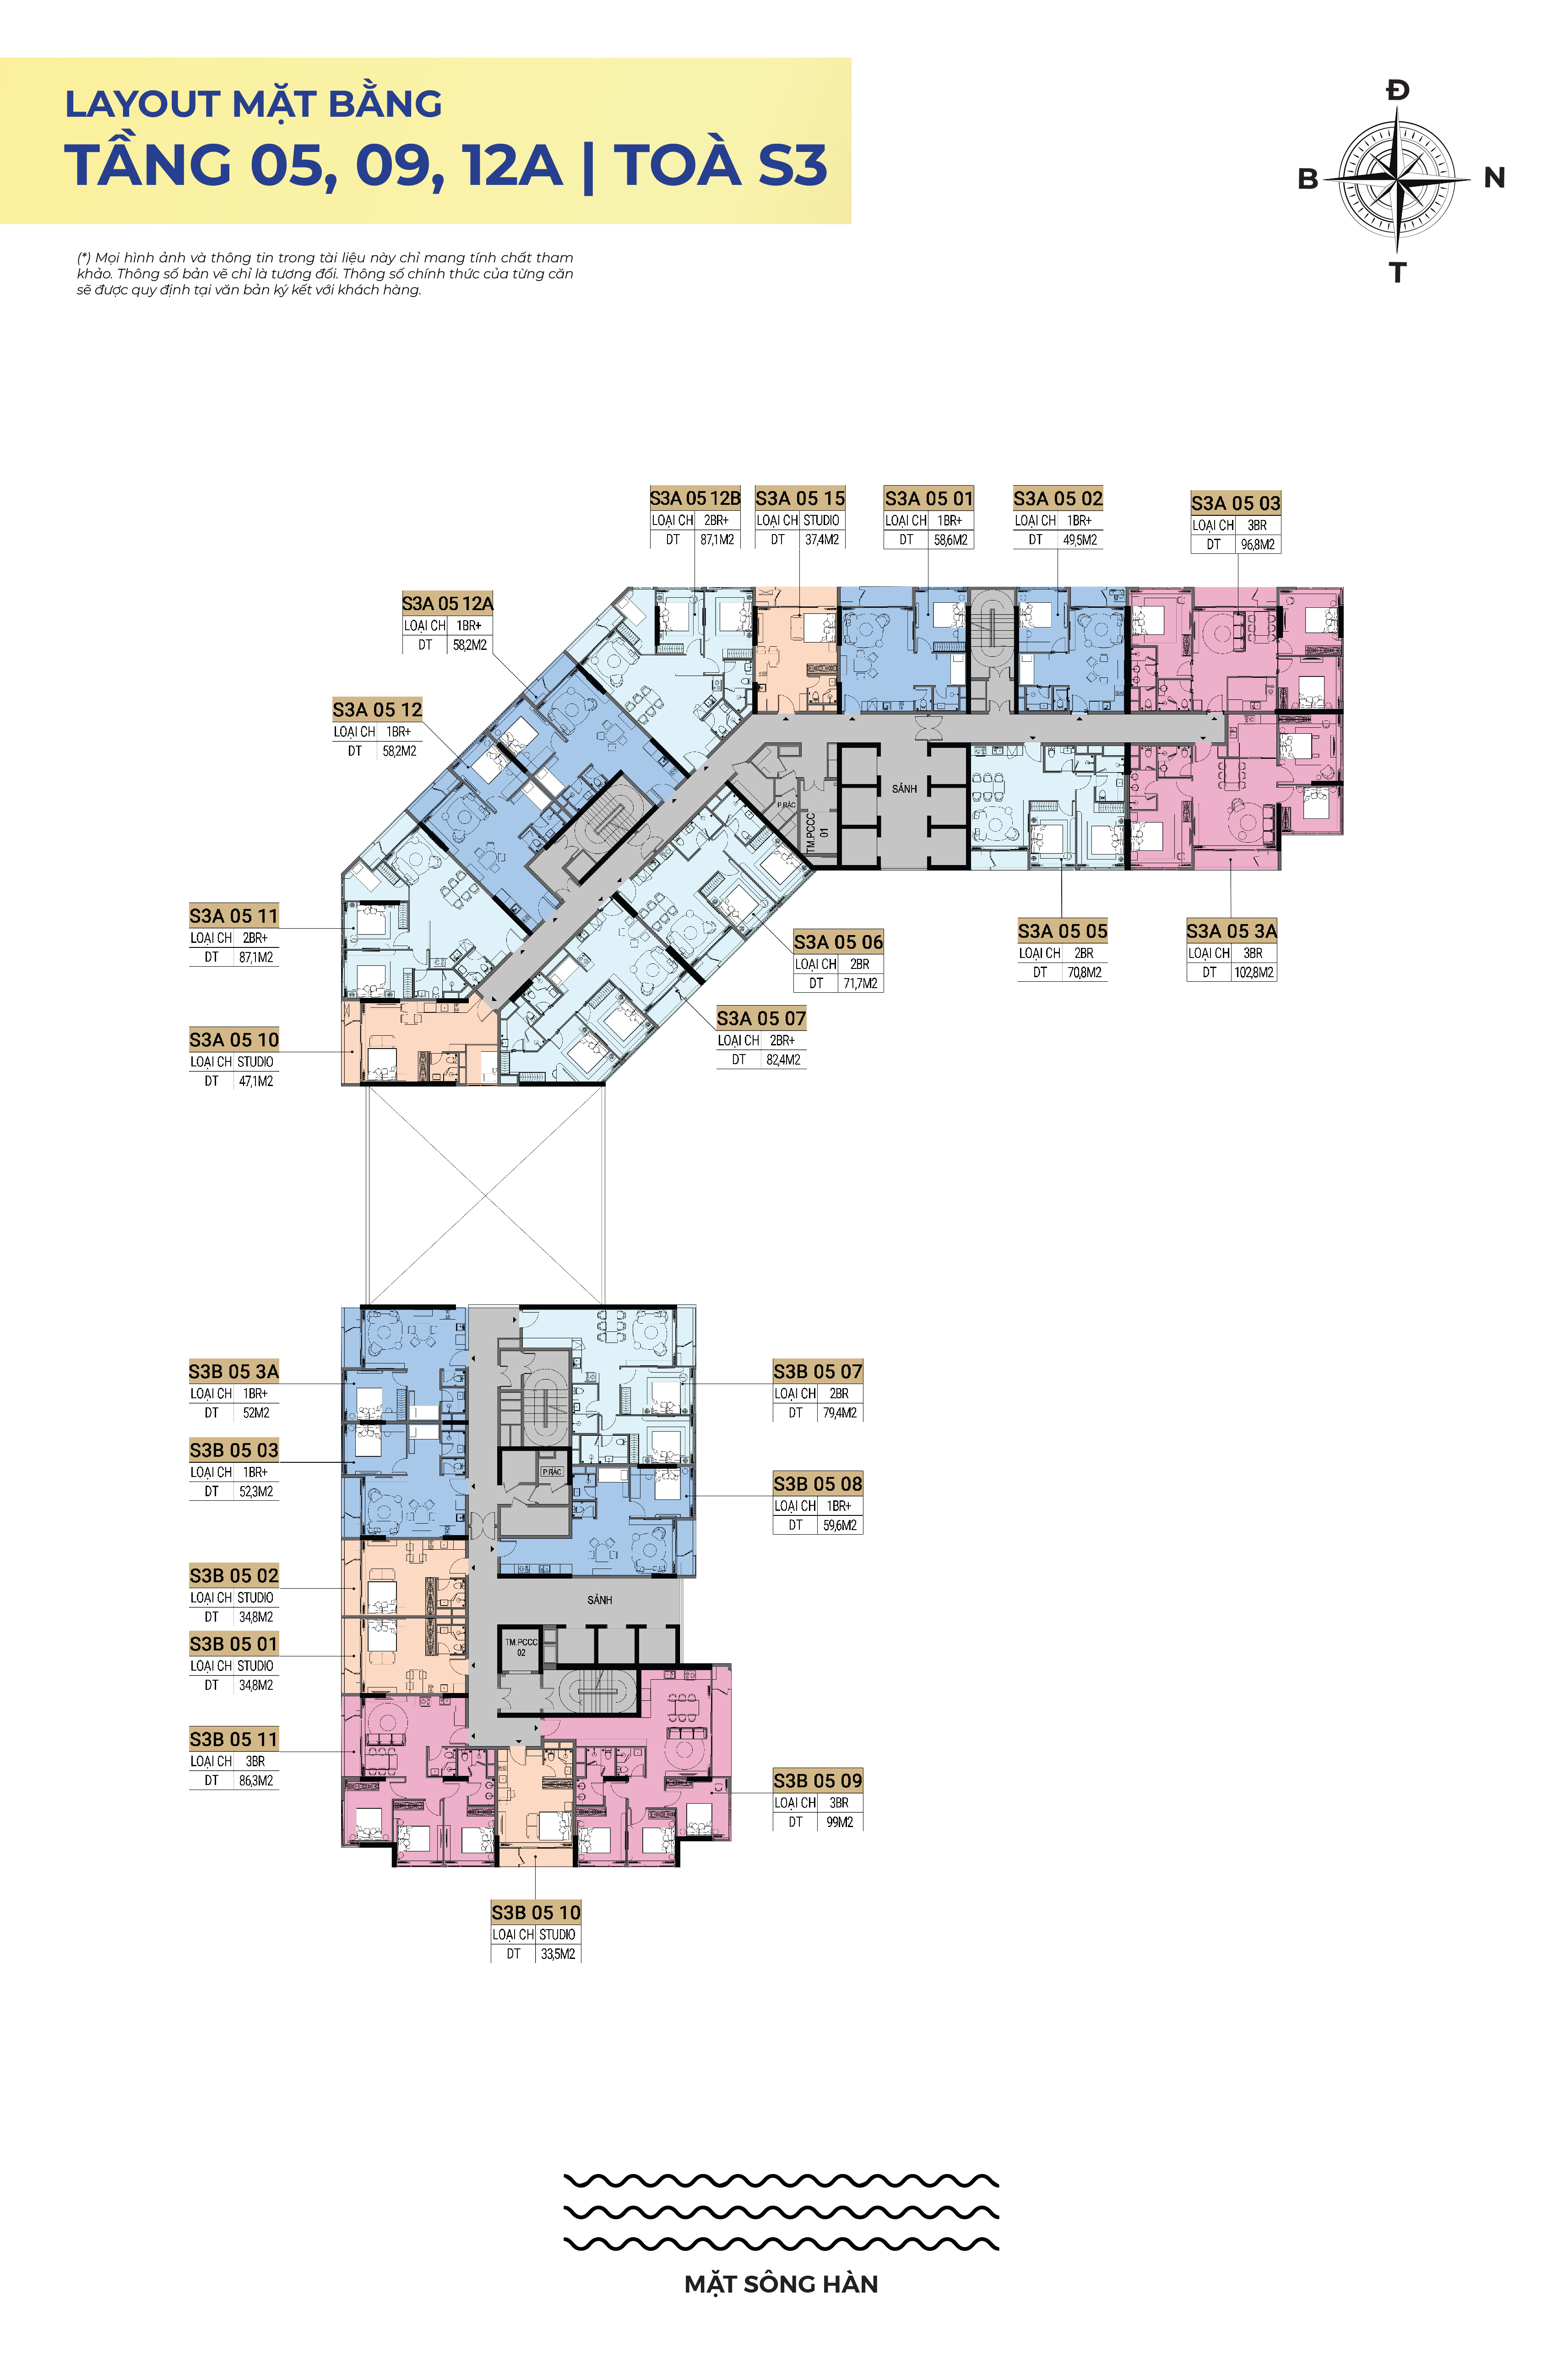 LAYOUT MẶT BẰNG
TẦNG 05, 09, 12A | TOÀ S3
(*) Mọi hình ảnh và thông tin trong tài liệu này chỉ mang tính chất tham
khảo. Thông số bản vẽ chỉ là tương đối. Thông số chính thức của từng căn
sẽ được quy định tại văn bản ký kết với khách hàng.
Đ
B
N
T
S3A 05 12B
LOẠI CH 2BR+
DT 87,1M2
S3A 05 15
LOẠI CH STUDIO
DT 37,4M2
S3A 05 01
LOẠI CH 1BR+
DT 58,6M2
S3A 05 02
LOẠI CH 1BR+
DT 49,5M2
S3A 05 03
LOẠI CH 3BR
DT 96,8M2
S3A 05 12A
LOẠI CH 1BR+
DT 58,2M2
S3A 05 12
LOẠI CH 1BR+
DT 58,2M2
SẢNH
P.RÁC
TM.PCCC
01
S3A 05 11
LOẠI CH 2BR+
DT 87,1M2
S3A 05 06
LOẠI CH 2BR
DT 71,7M2
S3A 05 05
LOẠI CH 2BR
DT 70,8M2
S3A 05 3A
LOẠI CH 3BR
DT 102,8M2
S3A 05 10
LOẠI CH STUDIO
DT 47,1M2
S3A 05 07
LOẠI CH 2BR+
DT 82,4M2
S3B 05 3A
LOẠI CH 1BR+
DT 52M2
S3B 05 07
LOẠI CH 2BR
DT 79,4M2
S3B 05 03
LOẠI CH 1BR+
DT 52,3M2
P.RÁC
S3B 05 08
LOẠI CH 1BR+
DT 59,6M2
S3B 05 02
LOẠI CH STUDIO
DT 34,8M2
SẢNH
S3B 05 01
LOẠI CH STUDIO
DT 34,8M2
TM.PCCC
02
S3B 05 11
LOẠI CH 3BR
DT 86,3M2
S3B 05 09
LOẠI CH 3BR
DT 99M2
S3B 05 10
LOẠI CH STUDIO
DT 33,5M2
MẶT SÔNG HÀN